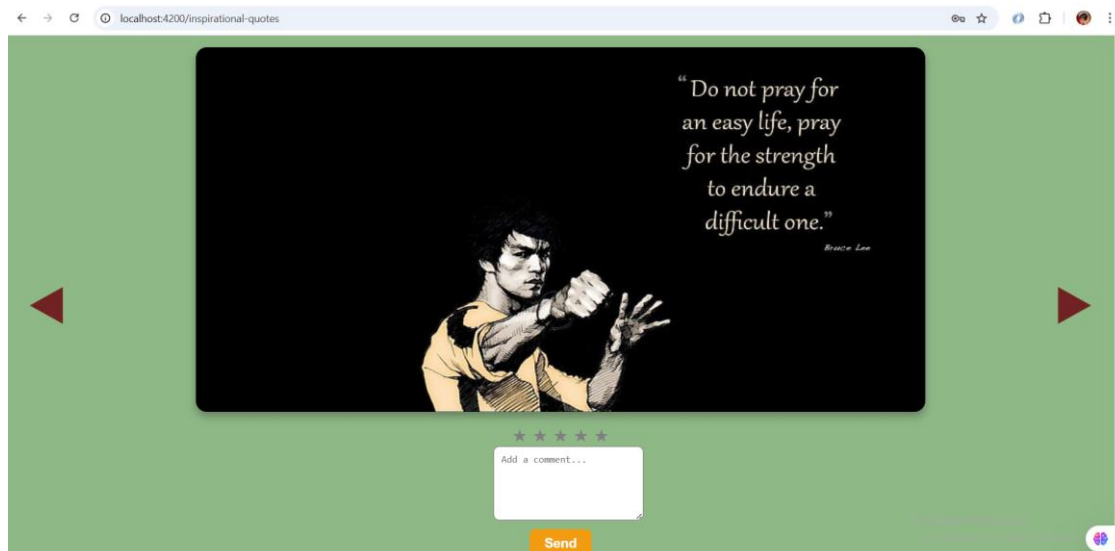 localhost:4200/inspirational-quotes
“Do not pray for
an easy life, pray
for the strength
to endure a
difficult one.”
Bruce Lee
Add a comment...
Send